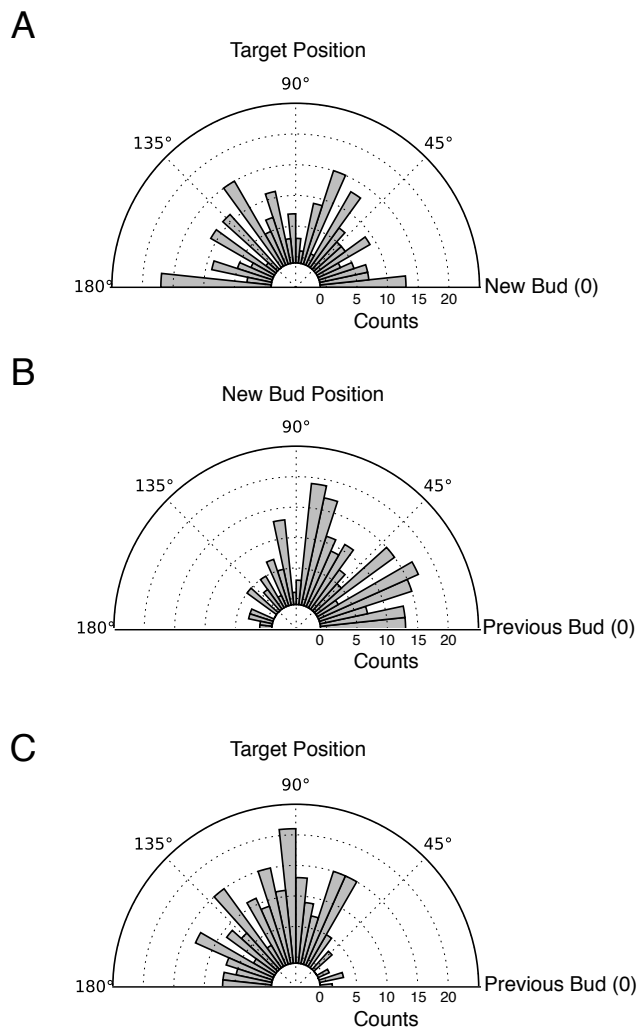 A
Target Position
90°
135° 45°
180° New Bud (0)
0 5 10 15 20
Counts
B
New Bud Position
90°
135° 45°
180° Previous Bud (0)
0 5 10 15 20
Counts
C
Target Position
90°
135° 45°
180° Previous Bud (0)
0 5 10 15 20
Counts